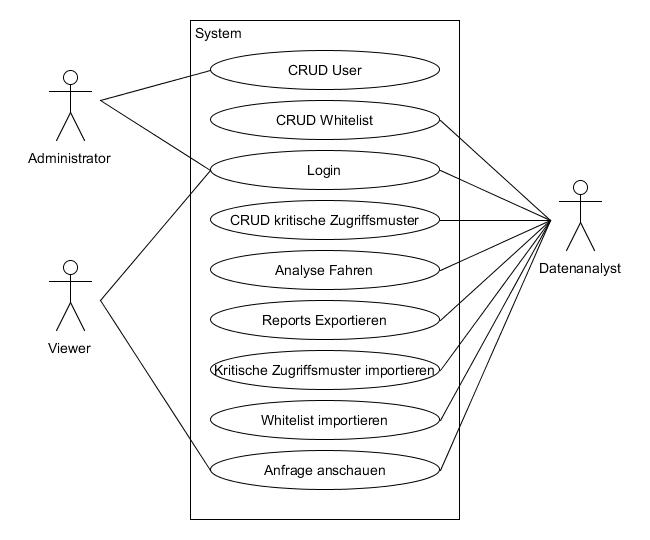 System
CRUD User
CRUD Whitelist
Administrator
Login
CRUD kritische Zugriffsmuster
Datenanalyst
Analyse Fahren
Reports Exportieren
Viewer
Kritische Zugriffsmuster importieren
Whitelist importieren
Anfrage anschauen